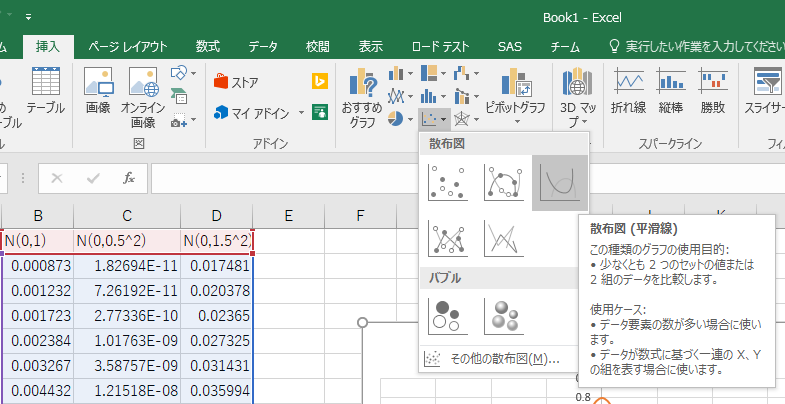 Book1 - Excel
ム
挿入
ページ レイアウト
数式
データ
校閲
表示
ロード テスト
SAS
チーム
実行したい作業を入力してください
テーブル
画像
オンライン
画像
図
ストア
マイ アドイン
アドイン
おすすめ
グラフ
ピボットグラフ
3D マッ
プ
折れ線
縦棒
勝敗
スパークライン
スライサー
散布図
バブル
その他の散布図(M)...
散布図 (平滑線)
この種類のグラフの使用目的:
• 少なくとも 2 つのセットの値または
2 組のデータを比較します。
使用ケース:
• データ要素の数が多い場合に使い
ます。
• データが数式に基づく一連の X、Y
の組を表す場合に使います。
fx
B C D E F
N(0,1) N(0,0.5^2) N(0,1.5^2)
0.000873 1.82694E-11 0.017481
0.001232 7.26192E-11 0.020378
0.001723 2.77336E-10 0.02365
0.002384 1.01763E-09 0.027325
0.003267 3.58757E-09 0.031431
0.004432 1.21518E-08 0.035994
0.8